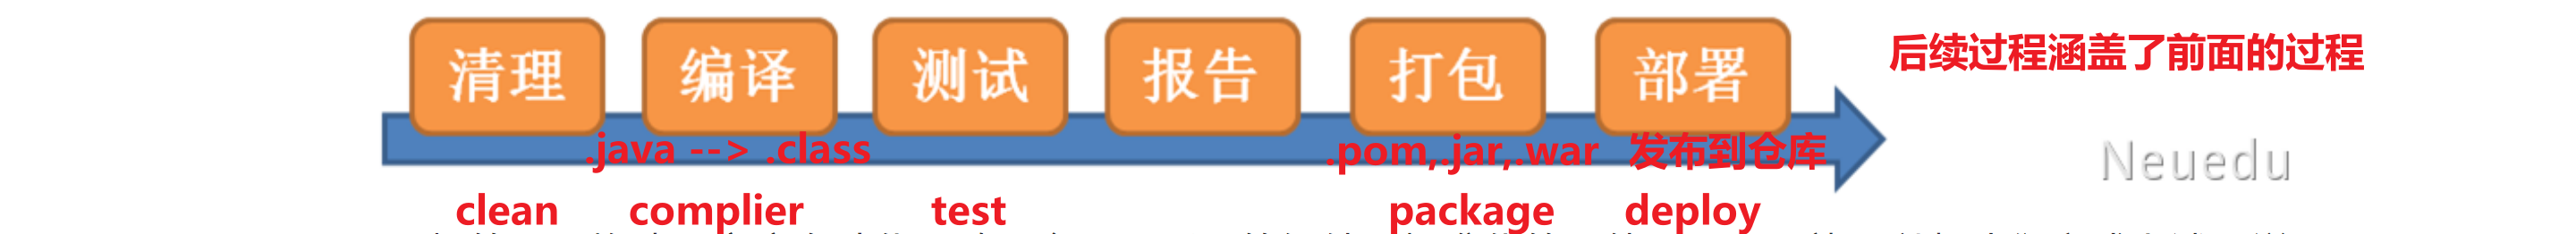 清理 编译 测试 报告 打包 部署
后续过程涵盖了前面的过程
.java --> .class
.pom,.jar,.war 发布到仓库
Neuedu
clean complier test package deploy